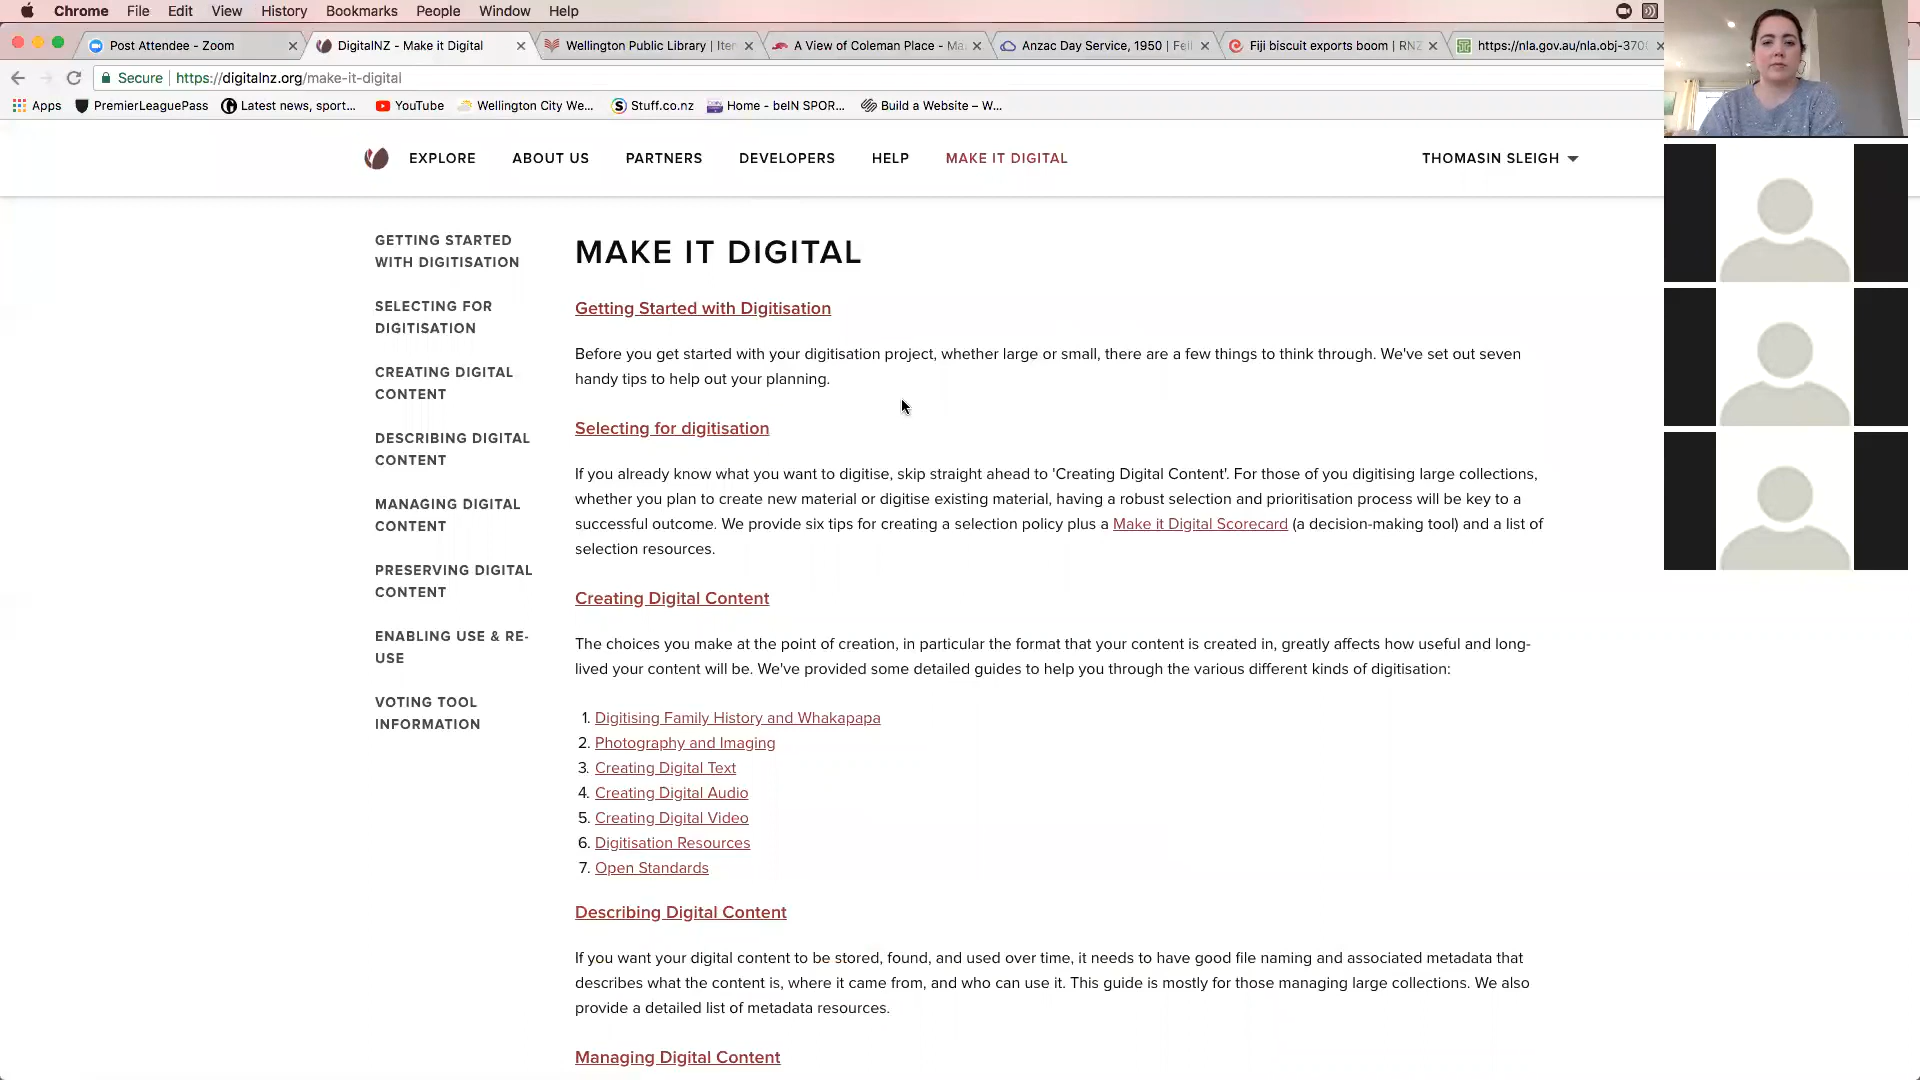 Chrome File Edit View History Bookmarks People Window Help
Post Attendee - Zoom
DigitalNZ - Make it Digital
Wellington Public Library | Iter
A View of Coleman Place - Ma
Anzac Day Service, 1950 | Feil
Fiji biscuit exports boom | RNZ
https://nla.gov.au/nla.obj-370
Secure https://digitalnz.org/make-it-digital
Apps PremierLeaguePass Latest news, sport... YouTube Wellington City We... Stuff.co.nz Home - beIN SPOR... Build a Website – W...
EXPLORE ABOUT US PARTNERS DEVELOPERS HELP MAKE IT DIGITAL THOMASIN SLEIGH
GETTING STARTED
WITH DIGITISATION
SELECTING FOR
DIGITISATION
CREATING DIGITAL
CONTENT
DESCRIBING DIGITAL
CONTENT
MANAGING DIGITAL
CONTENT
PRESERVING DIGITAL
CONTENT
ENABLING USE & RE-
USE
VOTING TOOL
INFORMATION
MAKE IT DIGITAL
Getting Started with Digitisation
Before you get started with your digitisation project, whether large or small, there are a few things to think through. We've set out seven
handy tips to help out your planning.
Selecting for digitisation
If you already know what you want to digitise, skip straight ahead to 'Creating Digital Content'. For those of you digitising large collections,
whether you plan to create new material or digitise existing material, having a robust selection and prioritisation process will be key to a
successful outcome. We provide six tips for creating a selection policy plus a Make it Digital Scorecard (a decision-making tool) and a list of
selection resources.
Creating Digital Content
The choices you make at the point of creation, in particular the format that your content is created in, greatly affects how useful and long-
lived your content will be. We've provided some detailed guides to help you through the various different kinds of digitisation:
1. Digitising Family History and Whakapapa
2. Photography and Imaging
3. Creating Digital Text
4. Creating Digital Audio
5. Creating Digital Video
6. Digitisation Resources
7. Open Standards
Describing Digital Content
If you want your digital content to be stored, found, and used over time, it needs to have good file naming and associated metadata that
describes what the content is, where it came from, and who can use it. This guide is mostly for those managing large collections. We also
provide a detailed list of metadata resources.
Managing Digital Content